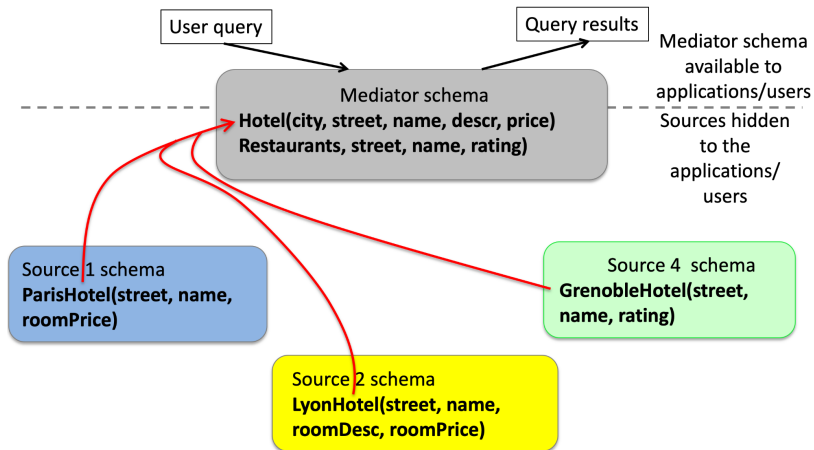 User query
Query results
Mediator schema
available to
applications/users
Mediator schema
Hotel(city, street, name, descr, price)
Restaurants, street, name, rating)
Sources hidden
to the
applications/
users
Source 1 schema
ParisHotel(street, name,
roomPrice)
Source 4 schema
GrenobleHotel(street,
name, rating)
Source 2 schema
LyonHotel(street, name,
roomDesc, roomPrice)